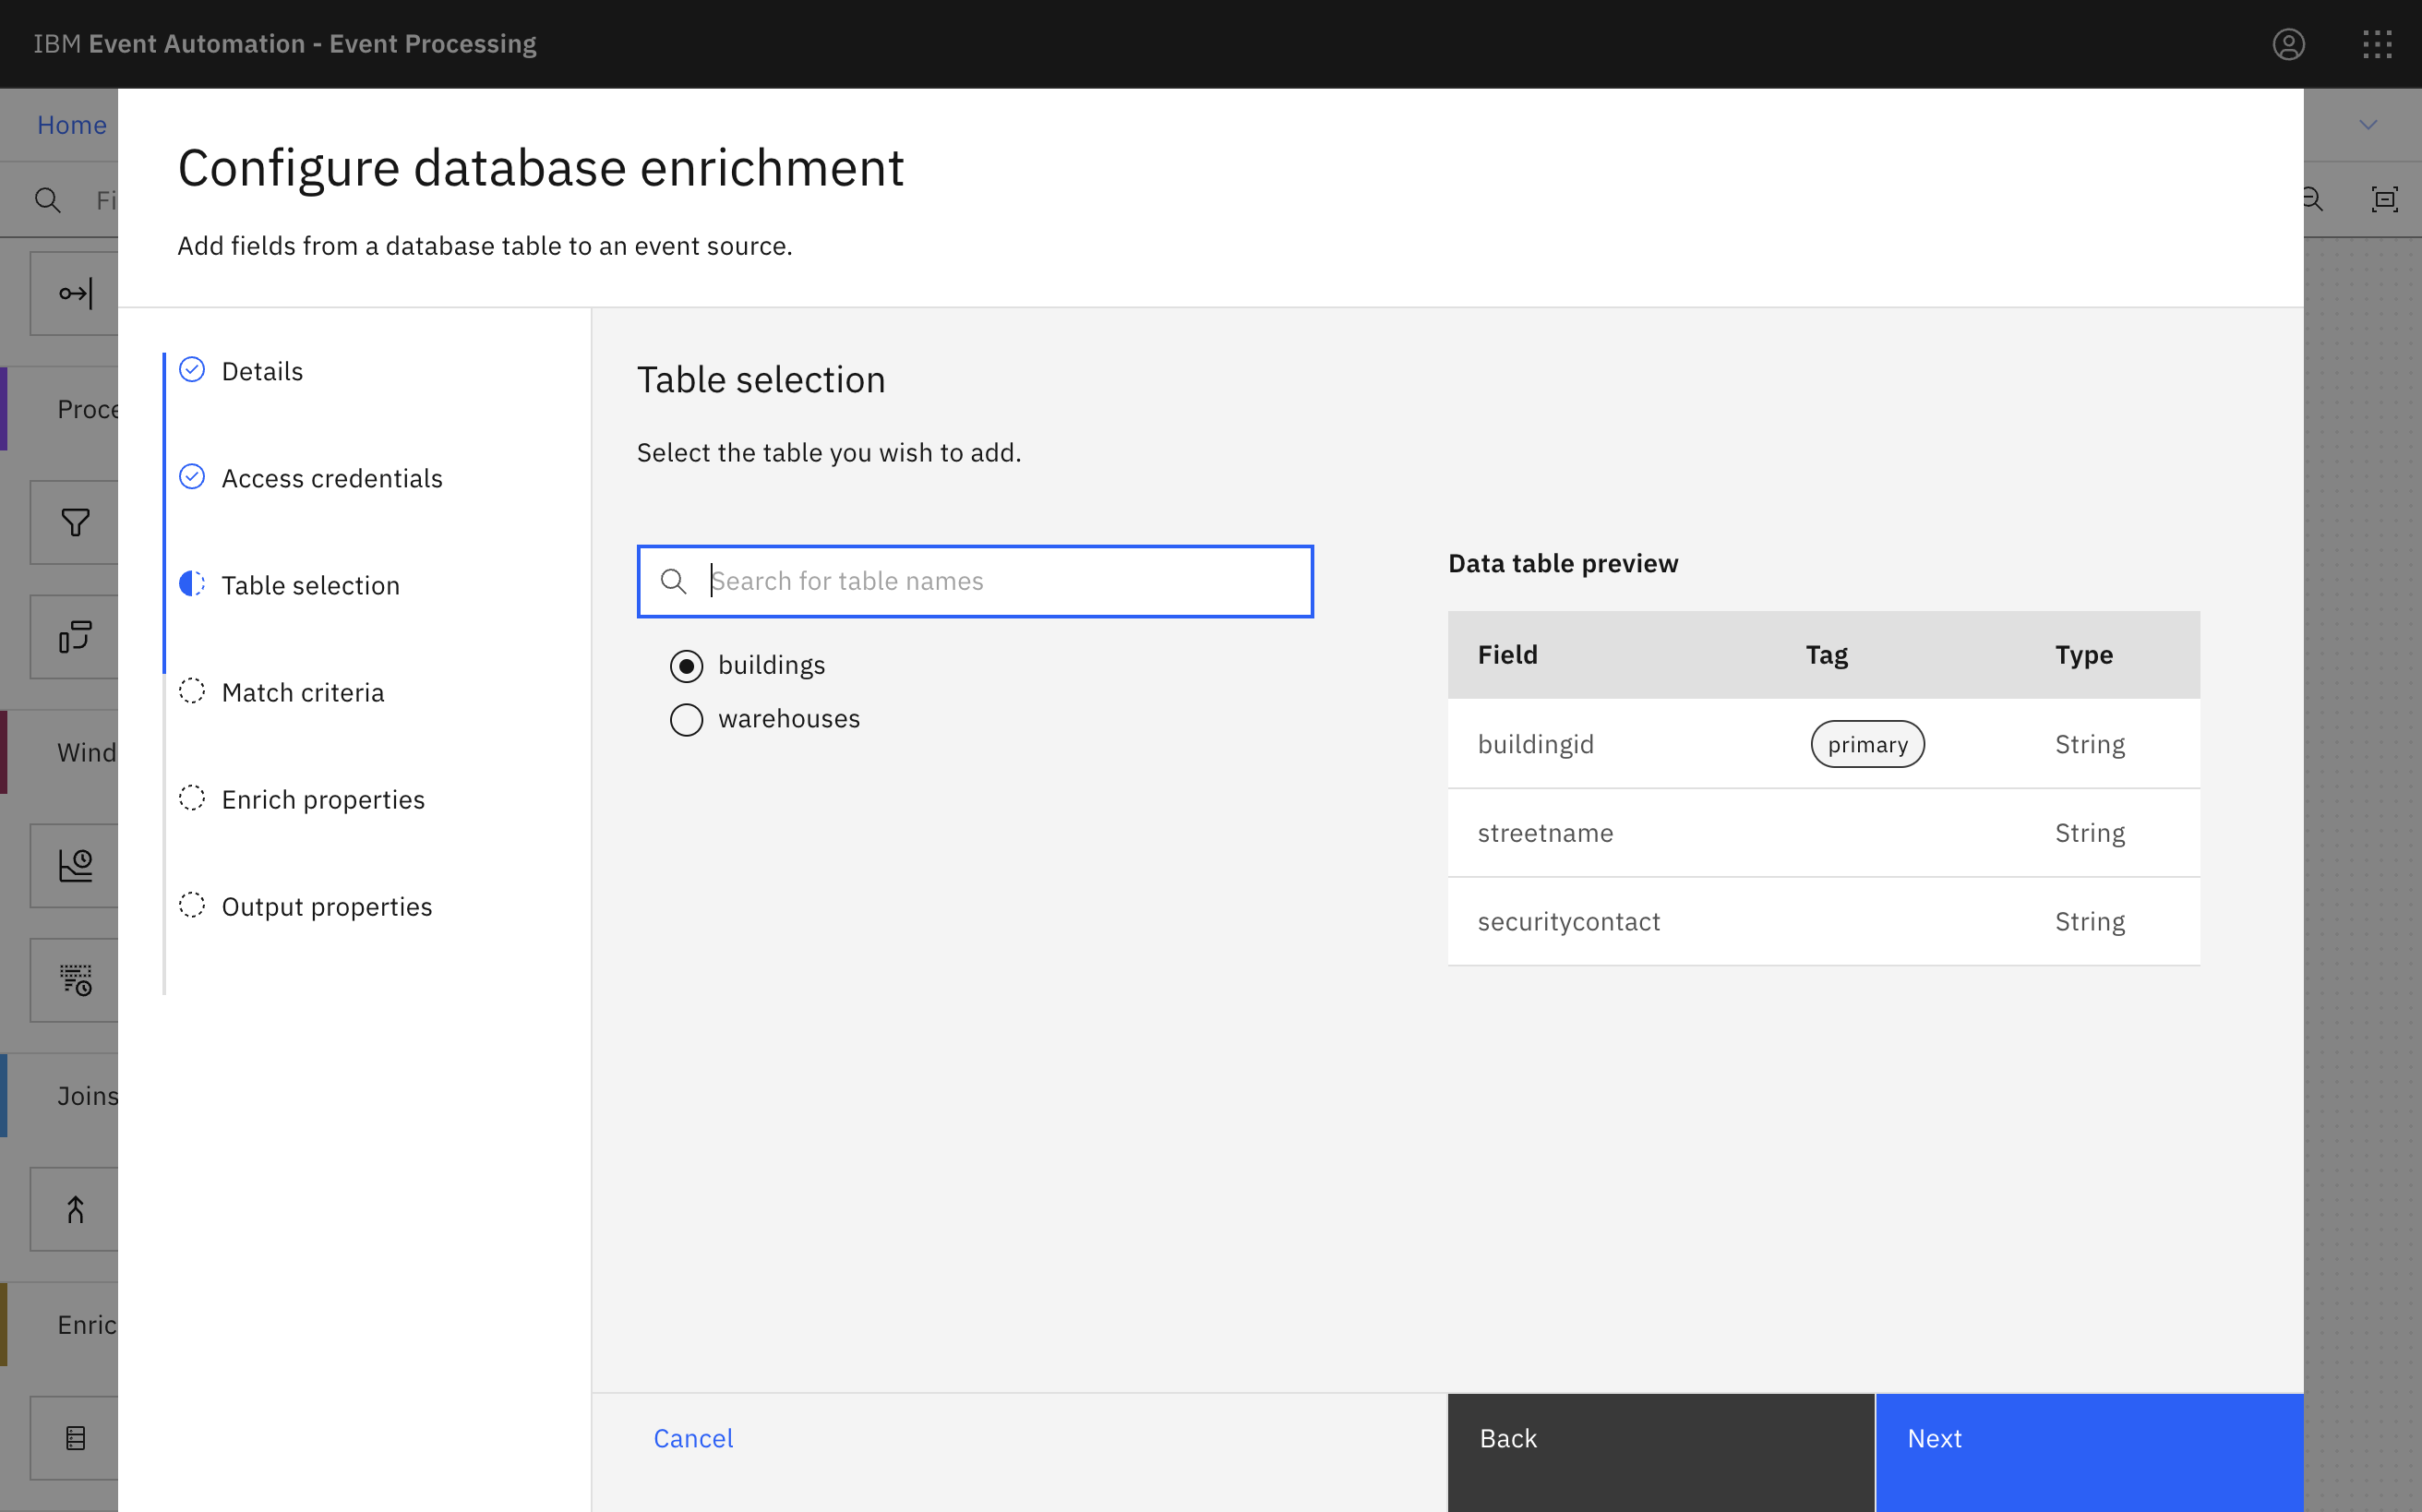 IBM Event Automation - Event Processing
Home
Configure database enrichment
Add fields from a database table to an event source.
Details
Access credentials
Table selection
Match criteria
Enrich properties
Output properties
Table selection
Select the table you wish to add.
Search for table names
buildings
warehouses
Data table preview
Field Tag Type
buildingid primary String
streetname String
securitycontact String
Cancel
Back
Next
Fi
Proce
Wind
Joins
Enric